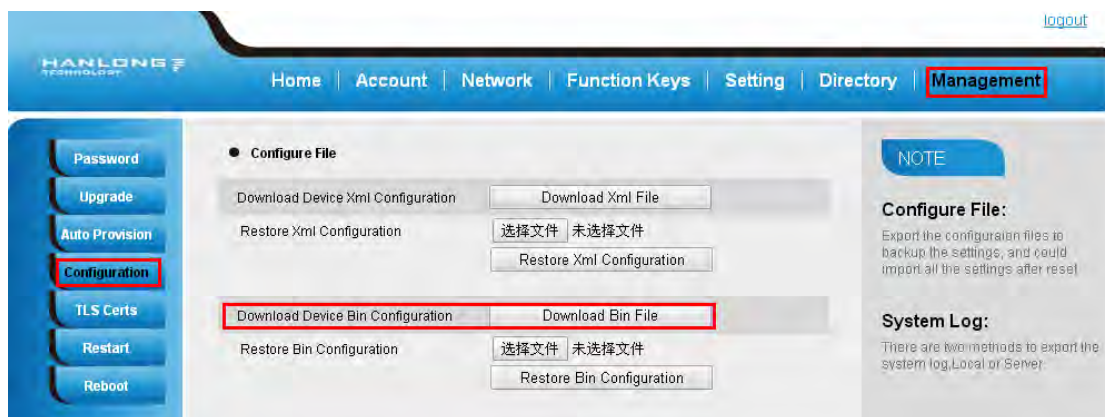 logout
HANLONG
TECHNOLOGY
Home | Account | Network | Function Keys | Setting | Directory | Management
Password
Upgrade
Auto Provision
Configuration
TLS Certs
Restart
Reboot
● Configure File
Download Device Xml Configuration Download Xml File
Restore Xml Configuration 选择文件 未选择文件
Restore Xml Configuration
Download Device Bin Configuration Download Bin File
Restore Bin Configuration 选择文件 未选择文件
Restore Bin Configuration
NOTE
Configure File:
Export the configuraion files to
backup the settings, and could
import all the settings after reset
System Log:
There are two methods to export the
system log,Local or Server